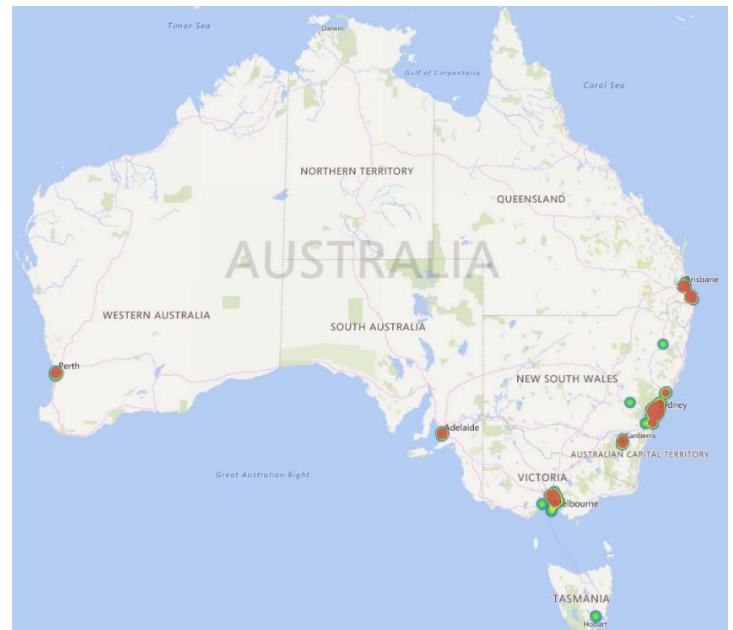 Timor Sea
Darwin
Gulf of Carpentaria
Coral Sea
NORTHERN TERRITORY
QUEENSLAND
AUSTRALIA
Brisbane
WESTERN AUSTRALIA
SOUTH AUSTRALIA
Perth
NEW SOUTH WALES
dney
Adelaide
Canberra
AUSTRALIAN CAPITAL TERRITORY
Great Australian Bight
VICTORIA
elbourne
TASMANIA
Hobart